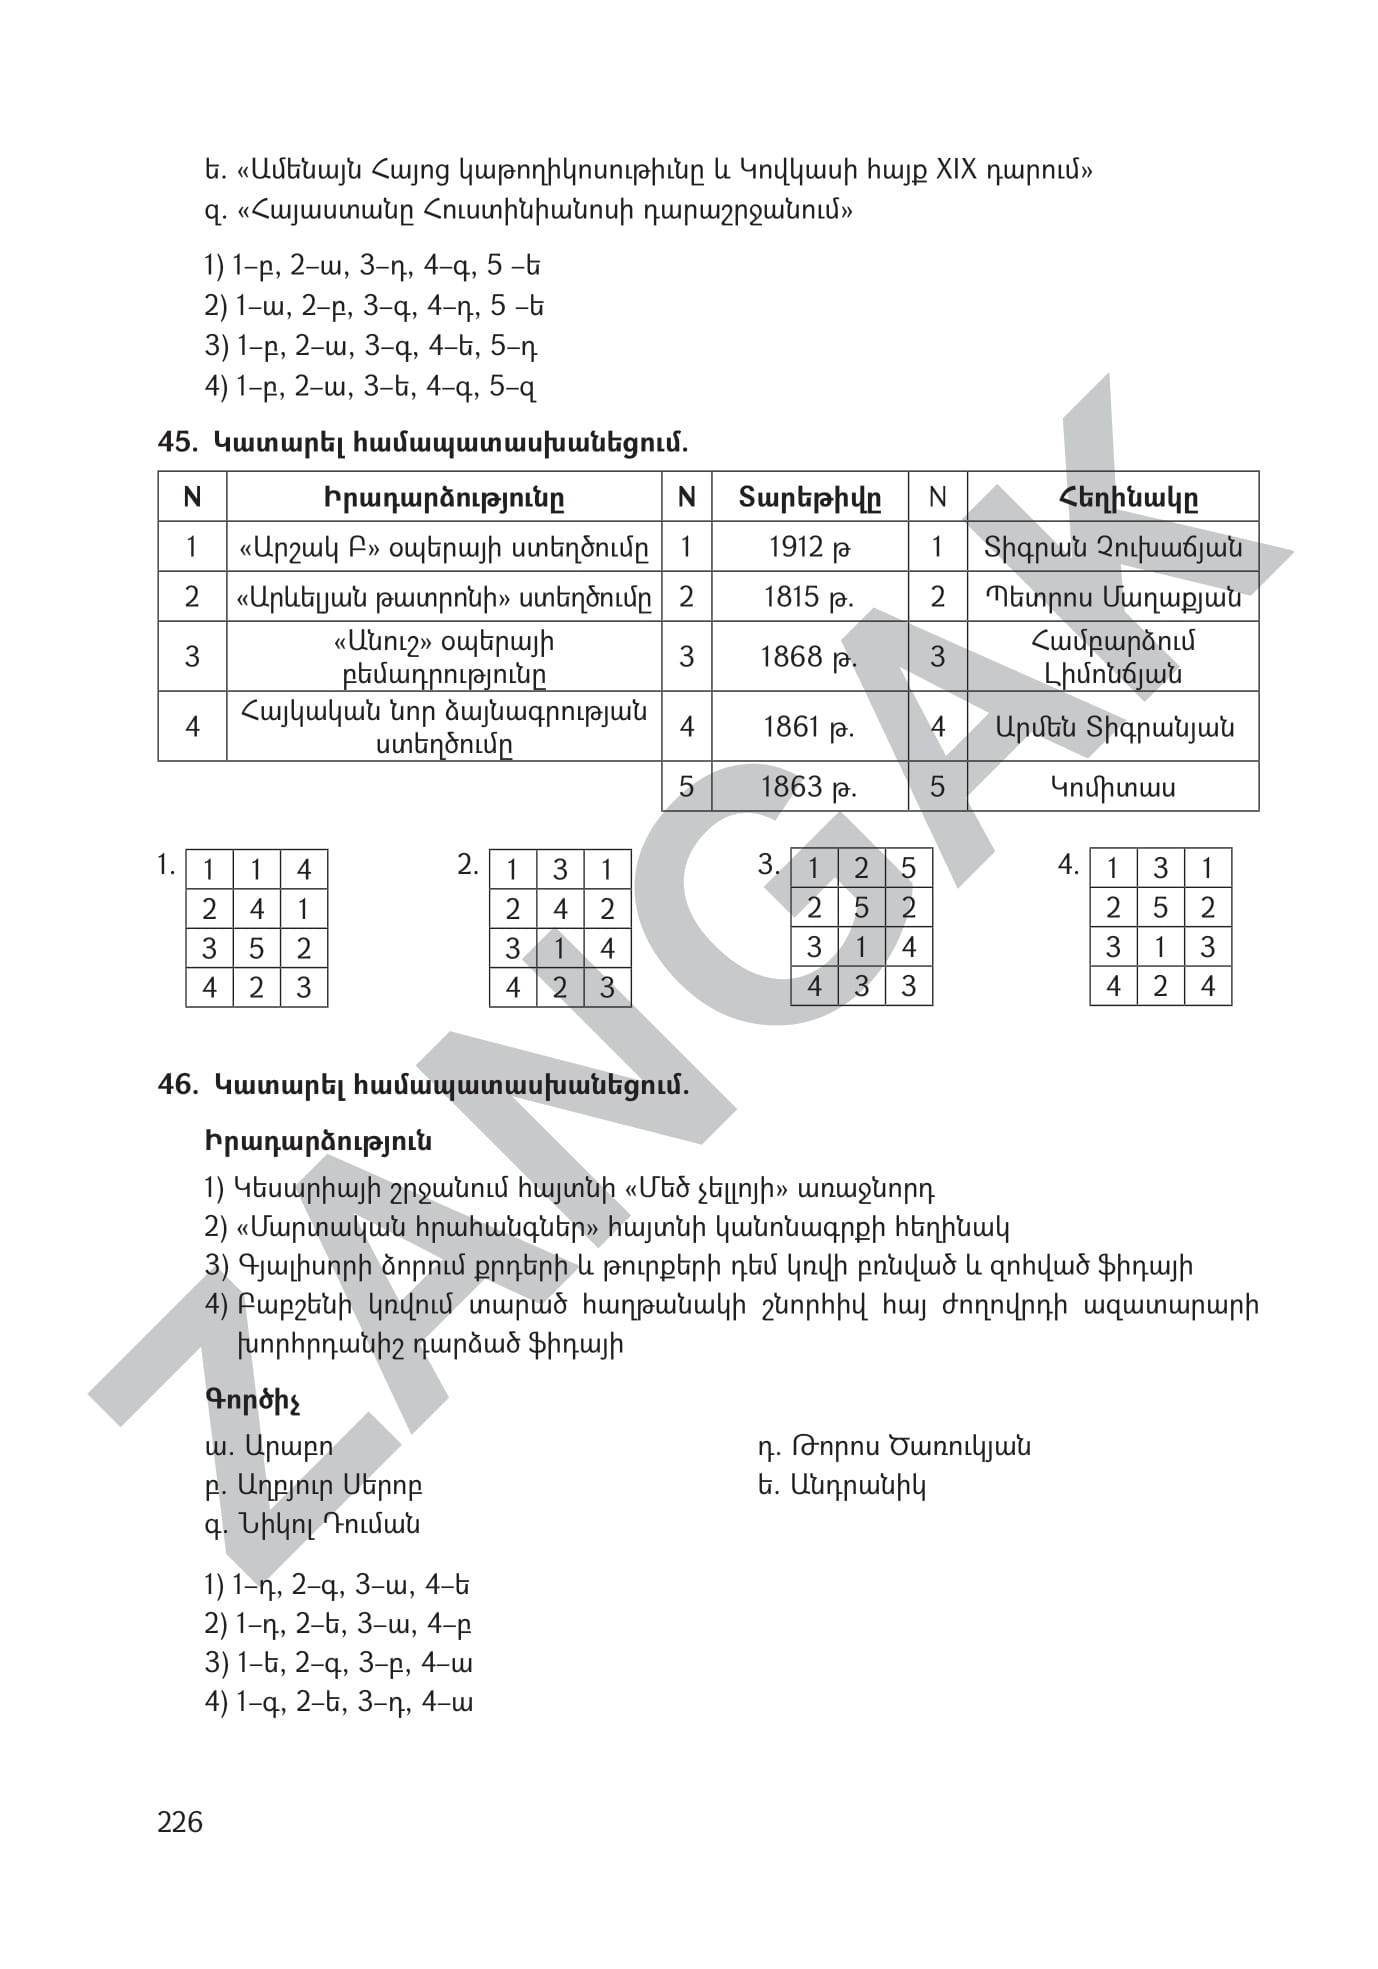 ե. «Ամենայն Հայոց կաթողիկոսութիւնը և Կովկասի հայք XIX դարում»
զ. «Հայաստանը Հուստինիանոսի դարաշրջանում»
1) 1–բ, 2–ա, 3–դ, 4–գ, 5 –ե
2) 1–ա, 2–բ, 3–գ, 4–դ, 5 –ե
3) 1–բ, 2–ա, 3–գ, 4–ե, 5–դ
4) 1–բ, 2–ա, 3–ե, 4–գ, 5–զ
45. Կատարել համապատասխանեցում.
N Իրադարձությունը N Տարեթիվը N Հեղինակը
1 «Արշակ Բ» օպերայի ստեղծումը 1 1912 թ 1 Տիգրան Չուխաճյան
2 «Արևելյան թատրոնի» ստեղծումը 2 1815 թ. 2 Պետրոս Մաղաքյան
3 «Անուշ» օպերայի բեմադրությունը 3 1868 թ. 3 Համբարձում Լիմոնճյան
4 Հայկական նոր ձայնագրության ստեղծումը 4 1861 թ. 4 Արմեն Տիգրանյան
5 1863 թ. 5 Կոմիտաս
1. 1 1 4 2. 1 3 1 3. 1 2 5 4. 1 3 1
2 4 1 2 4 2 2 5 2 2 5 2
3 5 2 3 1 4 3 1 4 3 1 3
4 2 3 4 2 3 4 3 3 4 2 4
46. Կատարել համապատասխանեցում.
Իրադարձություն
1) Կեսարիայի շրջանում հայտնի «Մեծ չելլոյի» առաջնորդ
2) «Մարտական հրահանգներ» հայտնի կանոնագրքի հեղինակ
3) Գյալիսորի ձորում քրդերի և թուրքերի դեմ կռվի բռնված և զոհված ֆիդայի
4) Բաբշենի կռվում տարած հաղթանակի շնորհիվ հայ ժողովրդի ազատարարի
խորհրդանիշ դարձած ֆիդայի
Գործիչ
ա. Արաբո դ. Թորոս Ծառուկյան
բ. Աղբյուր Սերոբ ե. Անդրանիկ
գ. Նիկոլ Դուման
1) 1–դ, 2–գ, 3–ա, 4–ե
2) 1–դ, 2–ե, 3–ա, 4–բ
3) 1–ե, 2–գ, 3–բ, 4–ա
4) 1–գ, 2–ե, 3–դ, 4–ա
226
ZANGAK